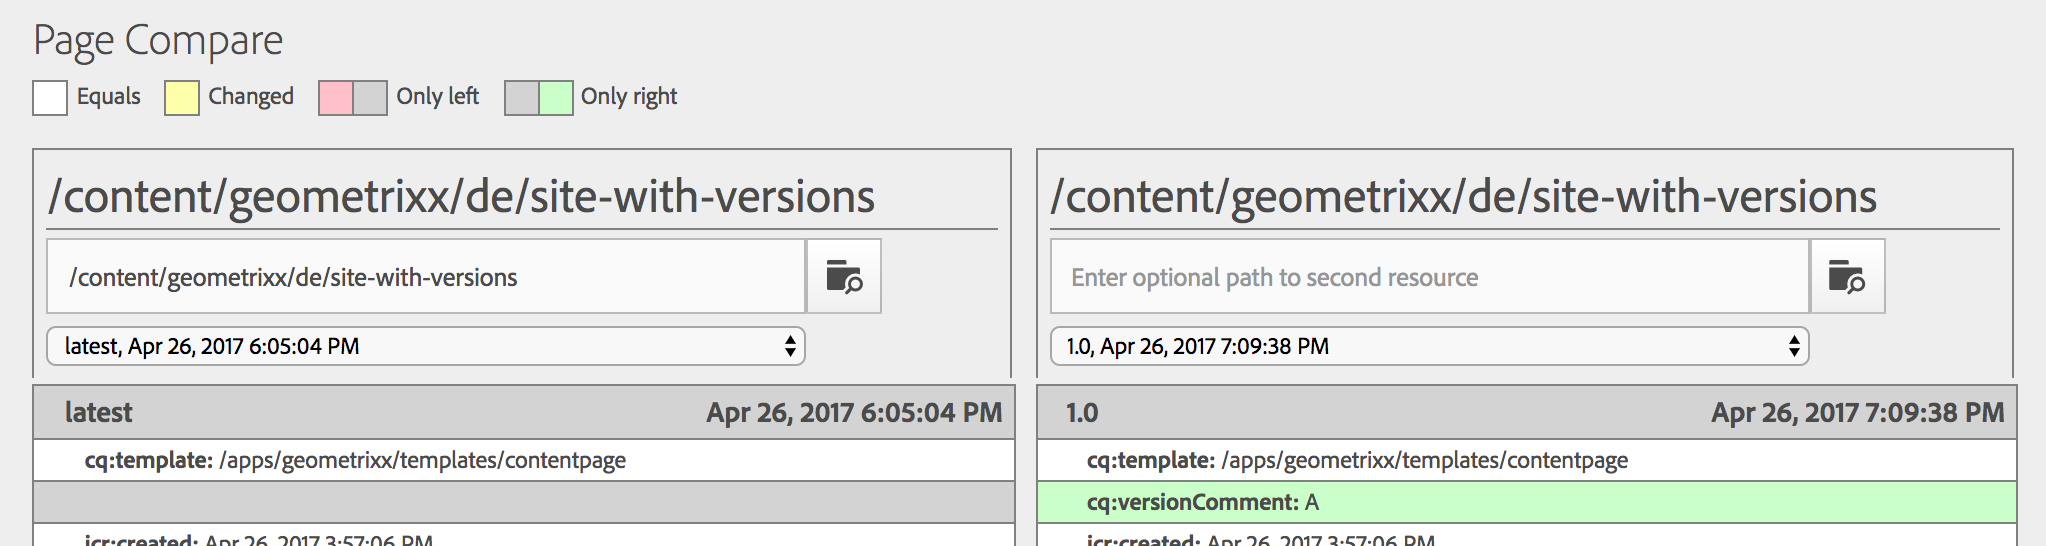 Page Compare
Equals Changed Only left Only right
/content/geometrixx/de/site-with-versions
/content/geometrixx/de/site-with-versions
latest, Apr 26, 2017 6:05:04 PM
latest Apr 26, 2017 6:05:04 PM
cq:template: /apps/geometrixx/templates/contentpage
jcr:created: Apr 26, 2017 3:57:06 PM
/content/geometrixx/de/site-with-versions
Enter optional path to second resource
1.0, Apr 26, 2017 7:09:38 PM
1.0 Apr 26, 2017 7:09:38 PM
cq:template: /apps/geometrixx/templates/contentpage
cq:versionComment: A
jcr:created: Apr 26, 2017 3:57:06 PM